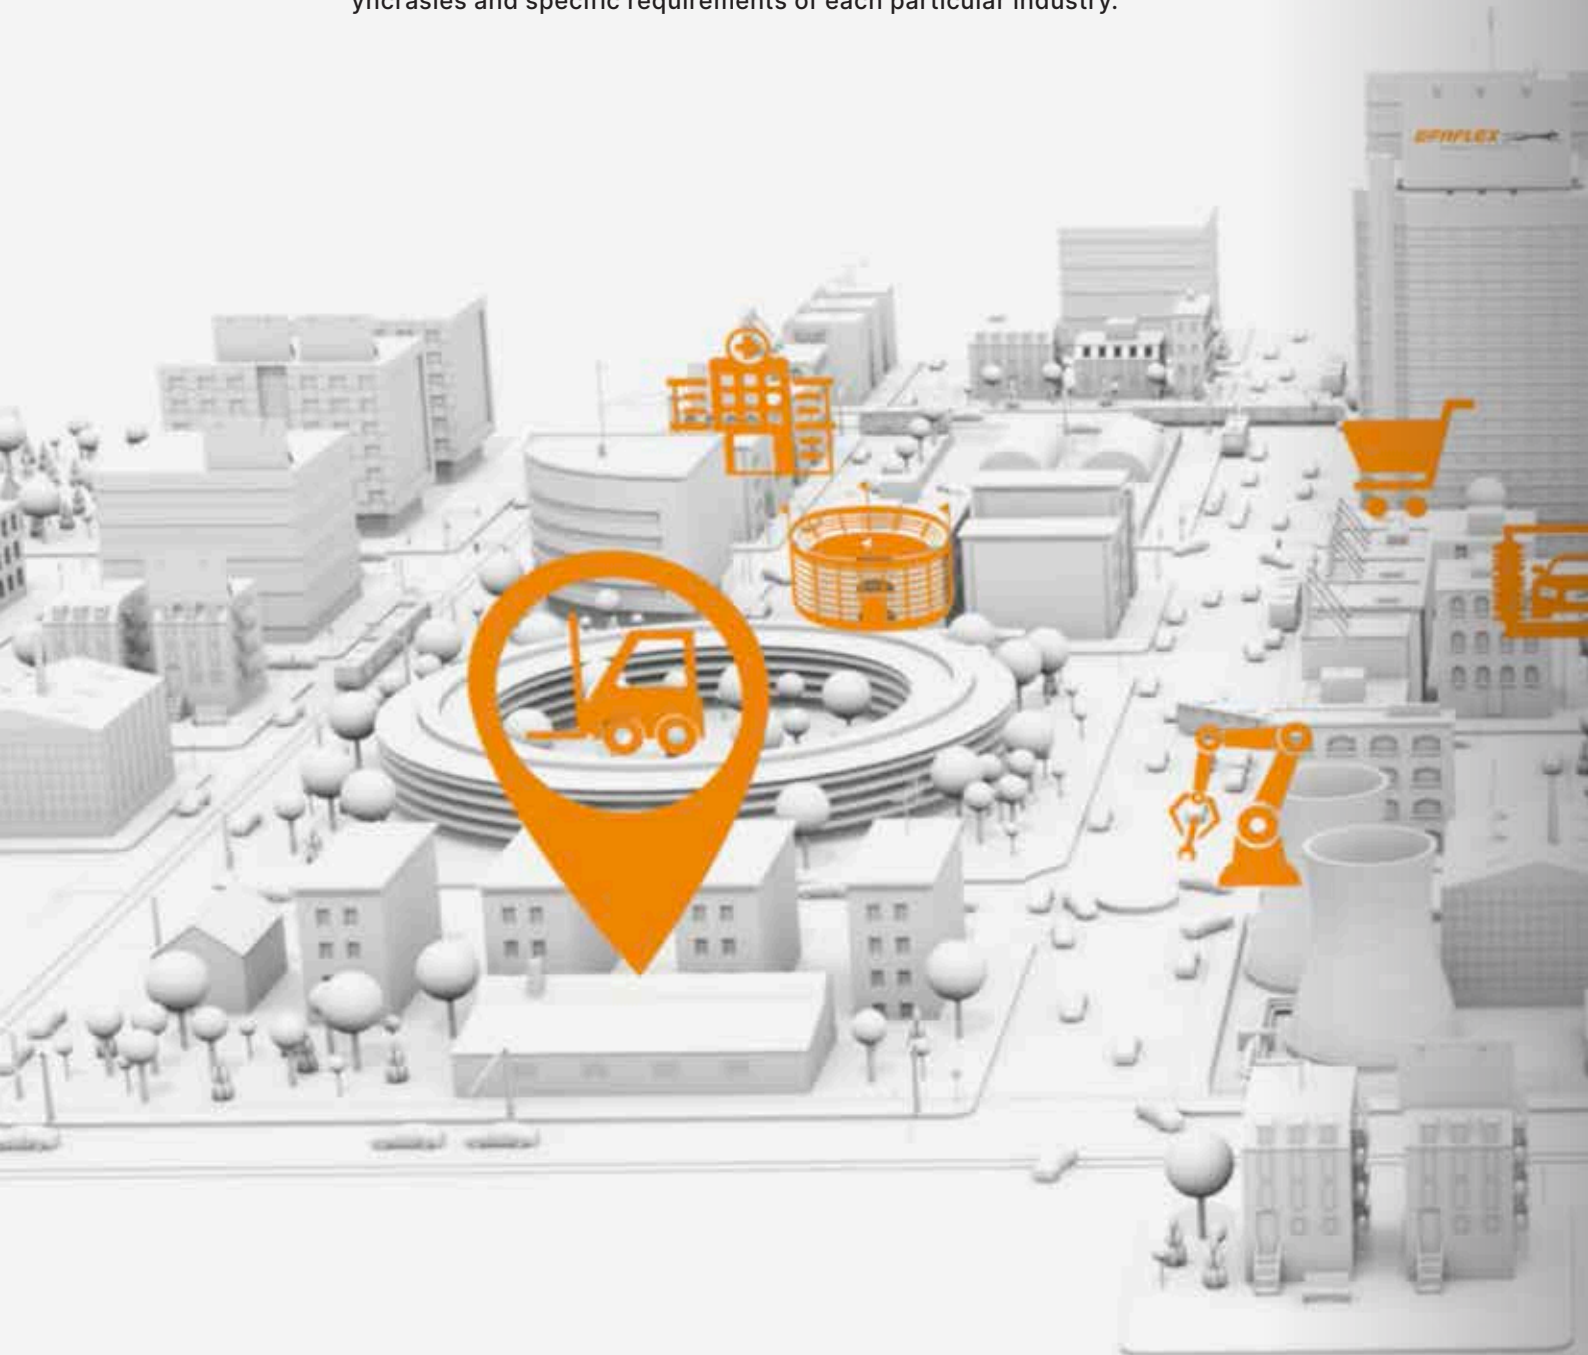 yncrasies and specific requirements of each particular industry.
EFAFLEX